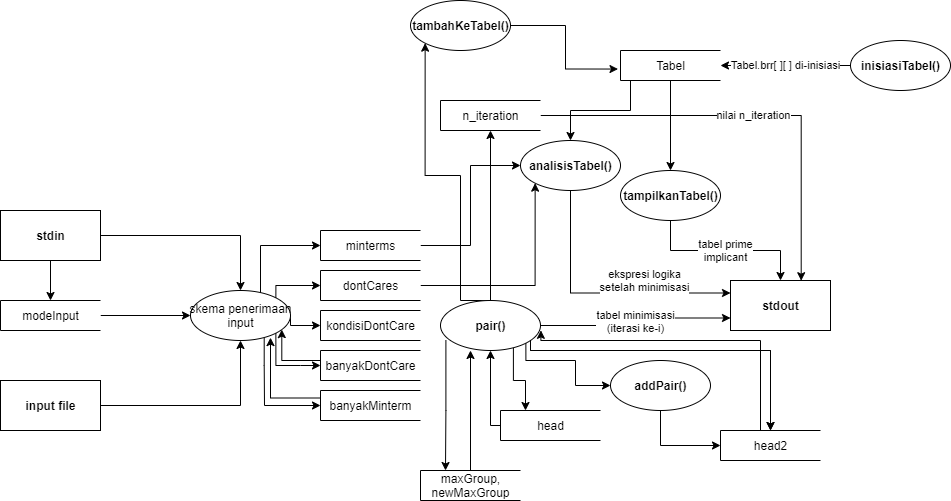 tambahKeTabel()
Tabel
Tabel.brr[ ][ ] di-inisiasi
inisiasiTabel()
n_iteration
nilai n_iteration
analisisTabel()
tampilkanTabel()
stdin
minterms
tabel prime
implicant
dontCares
ekspresi logika
setelah minimisasi
modeInput
skema penerimaan
input
kondisiDontCare
pair()
tabel minimisasi
(iterasi ke-i)
stdout
banyakDontCare
addPair()
input file
banyakMinterm
head
head2
maxGroup,
newMaxGroup